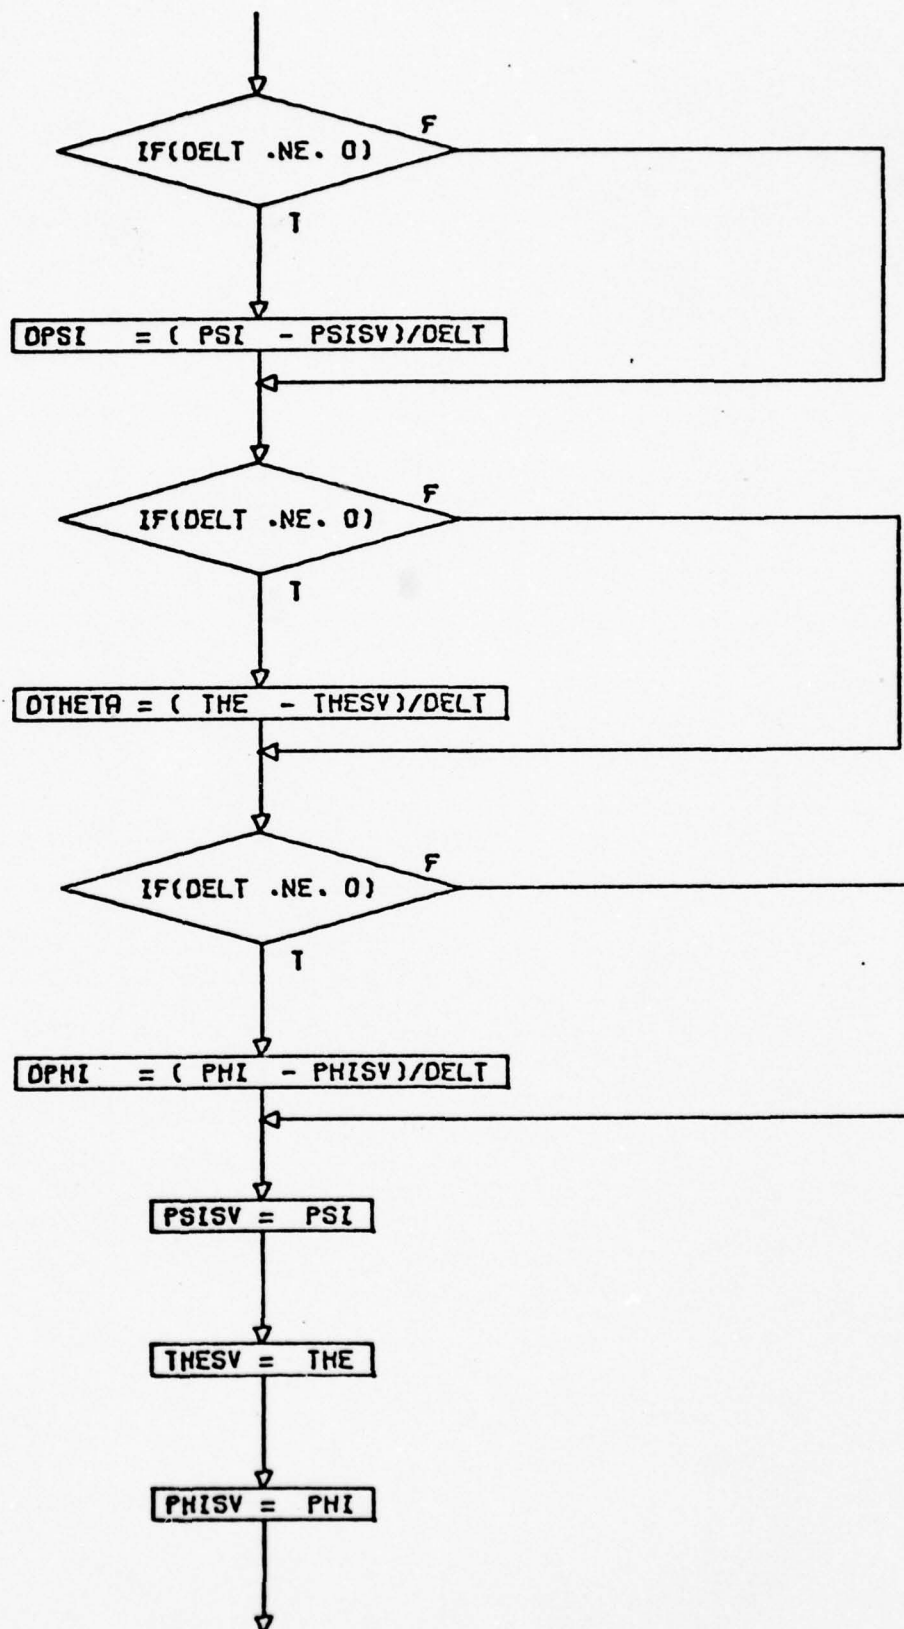 F
IF(DELT .NE. 0)
T
DPSI = ( PSI - PSISV)/DELT
F
IF(DELT .NE. 0)
T
DTHETA = ( THE - THESV)/DELT
F
IF(DELT .NE. 0)
T
DPHI = ( PHI - PHISV)/DELT
PSISV = PSI
THESV = THE
PHISV = PHI